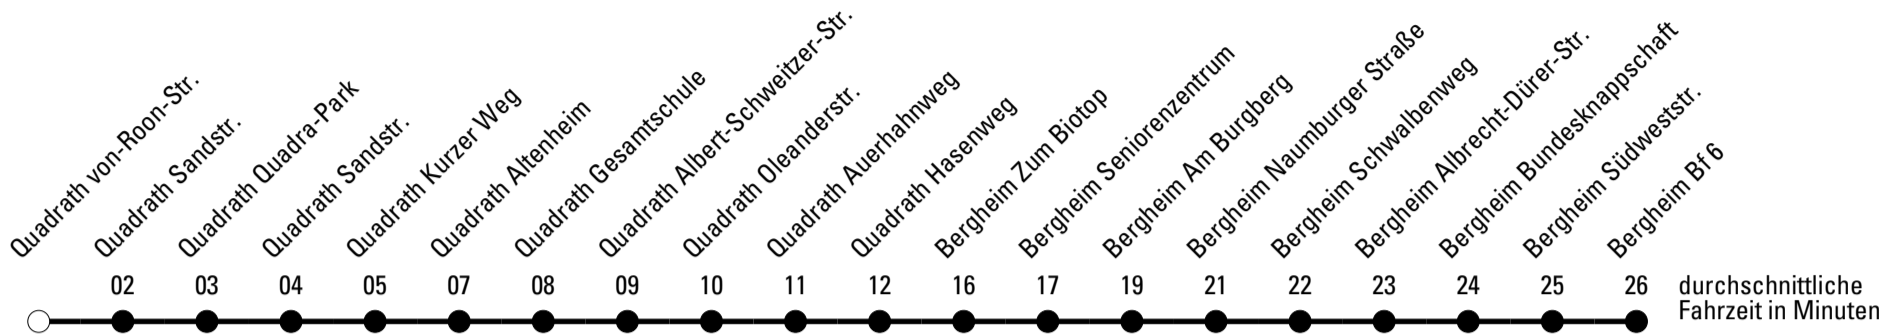 Quadrath von-Roon-Str.
Quadrath Sandstr.
Quadrath Quadra-Park
Quadrath Sandstr.
Quadrath Kurzer Weg
Quadrath Altenheim
Quadrath Gesamtschule
Quadrath Albert-Schweitzer-Str.
Quadrath Oleanderstr.
Quadrath Auerhahnweg
Quadrath Hasenweg
Bergheim Zum Biotop
Bergheim Seniorenzentrum
Bergheim Am Burgberg
Bergheim Naumburger Straße
Bergheim Schwalbenweg
Bergheim Albrecht-Dürer-Str.
Bergheim Bundesknappschaft
Bergheim Südweststr.
Bergheim Bf 6
02 03 04 05 07 08 09 10 11 12 16 17 19 21 22 23 24 25 26
durchschnittliche
Fahrzeit in Minuten